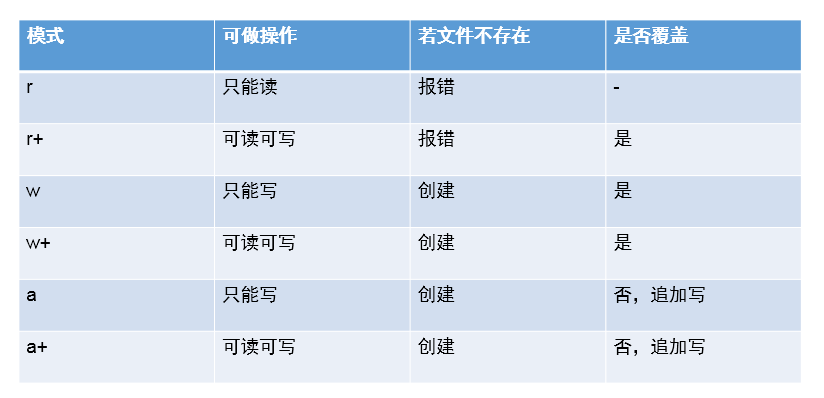 模式 可做操作 若文件不存在 是否覆盖
r 只能读 报错 -
r+ 可读可写 报错 是
w 只能写 创建 是
w+ 可读可写 创建 是
a 只能写 创建 否，追加写
a+ 可读可写 创建 否，追加写